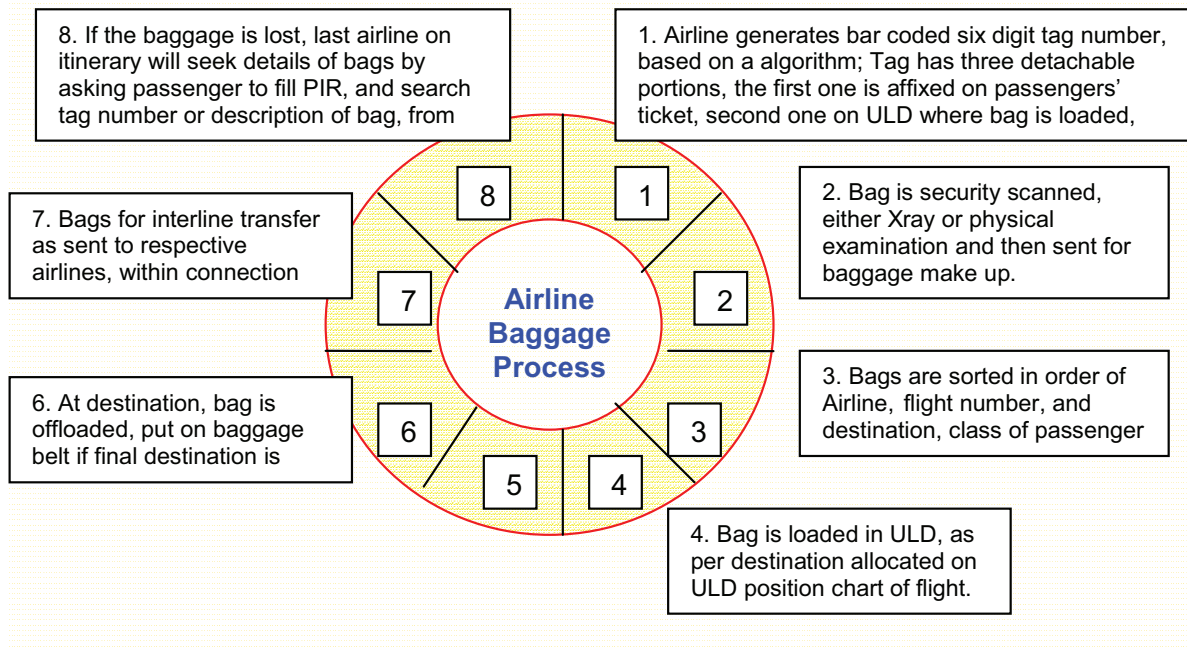 8. If the baggage is lost, last airline on
itinerary will seek details of bags by
asking passenger to fill PIR, and search
tag number or description of bag, from
1. Airline generates bar coded six digit tag number,
based on a algorithm; Tag has three detachable
portions, the first one is affixed on passengers’
ticket, second one on ULD where bag is loaded,
2. Bag is security scanned,
either Xray or physical
examination and then sent for
baggage make up.
7. Bags for interline transfer
as sent to respective
airlines, within connection
8
1
7
2
Airline
Baggage
Process
3. Bags are sorted in order of
Airline, flight number, and
destination, class of passenger
6. At destination, bag is
offloaded, put on baggage
belt if final destination is
6
3
5
4
4. Bag is loaded in ULD, as
per destination allocated on
ULD position chart of flight.